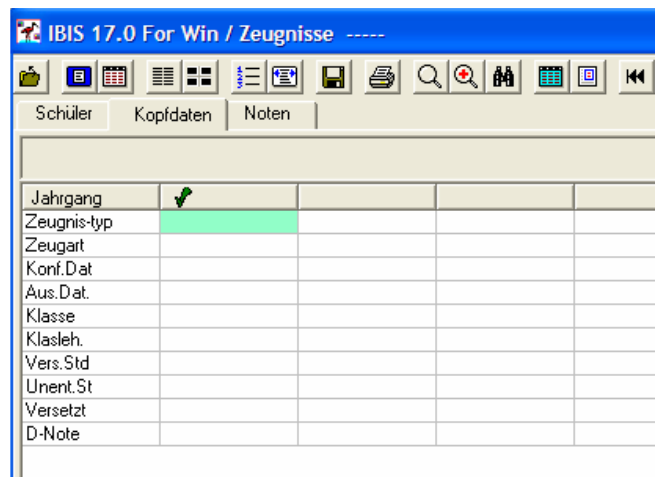 IBIS 17.0 For Win / Zeugnisse -----
Schüler Kopfdaten Noten
Jahrgang
Zeugnis-typ
Zeugart
Konf.Dat
Aus.Dat.
Klasse
Klasleh.
Vers.Std
Unent.St
Versetzt
D-Note